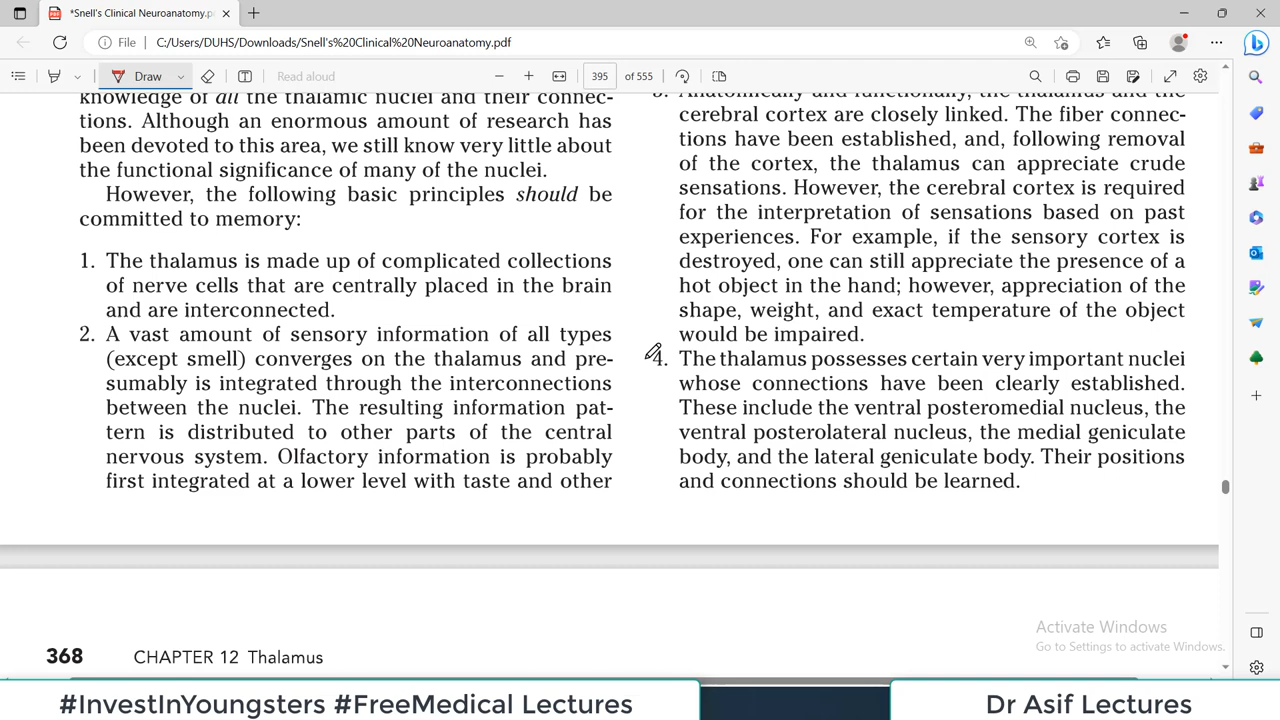 *Snell's Clinical Neuroanatomy.p
File C:/Users/DUHS/Downloads/Snell's%20Clinical%20Neuroanatomy.pdf
Draw Read aloud 395 of 555
knowledge of all the thalamic nuclei and their connec-
tions. Although an enormous amount of research has
been devoted to this area, we still know very little about
the functional significance of many of the nuclei.
However, the following basic principles should be
committed to memory:
1. The thalamus is made up of complicated collections
of nerve cells that are centrally placed in the brain
and are interconnected.
2. A vast amount of sensory information of all types
(except smell) converges on the thalamus and pre-
sumably is integrated through the interconnections
between the nuclei. The resulting information pat-
tern is distributed to other parts of the central
nervous system. Olfactory information is probably
first integrated at a lower level with taste and other
3. Anatomically and functionally, the thalamus and the
cerebral cortex are closely linked. The fiber connec-
tions have been established, and, following removal
of the cortex, the thalamus can appreciate crude
sensations. However, the cerebral cortex is required
for the interpretation of sensations based on past
experiences. For example, if the sensory cortex is
destroyed, one can still appreciate the presence of a
hot object in the hand; however, appreciation of the
shape, weight, and exact temperature of the object
would be impaired.
4. The thalamus possesses certain very important nuclei
whose connections have been clearly established.
These include the ventral posteromedial nucleus, the
ventral posterolateral nucleus, the medial geniculate
body, and the lateral geniculate body. Their positions
and connections should be learned.
Activate Windows
Go to Settings to activate Windows.
368 CHAPTER 12 Thalamus
#InvestInYoungsters #FreeMedical Lectures
Dr Asif Lectures